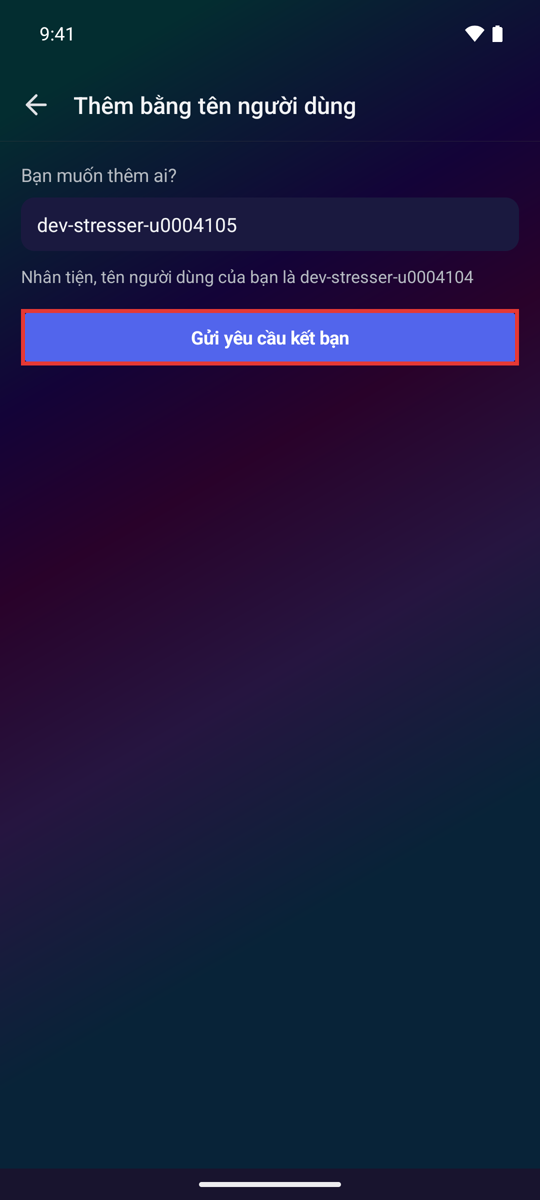 9:41
Thêm bằng tên người dùng
Bạn muốn thêm ai?
dev-stresser-u0004105
Nhân tiện, tên người dùng của bạn là dev-stresser-u0004104
Gửi yêu cầu kết bạn